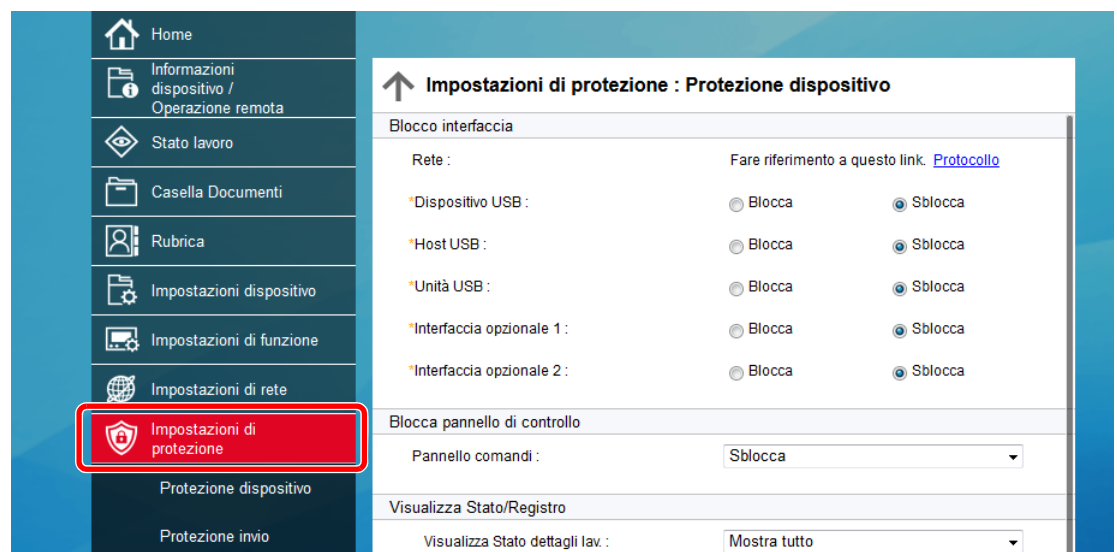 Home
Informazioni
dispositivo /
Operazione remota
Stato lavoro
Casella Documenti
Rubrica
Impostazioni dispositivo
Impostazioni di funzione
Impostazioni di rete
Impostazioni di
protezione
Protezione dispositivo
Protezione invio
Impostazioni di protezione : Protezione dispositivo
Blocco interfaccia
Rete : Fare riferimento a questo link. Protocollo
*Dispositivo USB : Blocca Sblocca
*Host USB : Blocca Sblocca
*Unità USB : Blocca Sblocca
*Interfaccia opzionale 1 : Blocca Sblocca
*Interfaccia opzionale 2 : Blocca Sblocca
Blocca pannello di controllo
Pannello comandi : Sblocca
Visualizza Stato/Registro
Visualizza Stato dettagli lav. : Mostra tutto